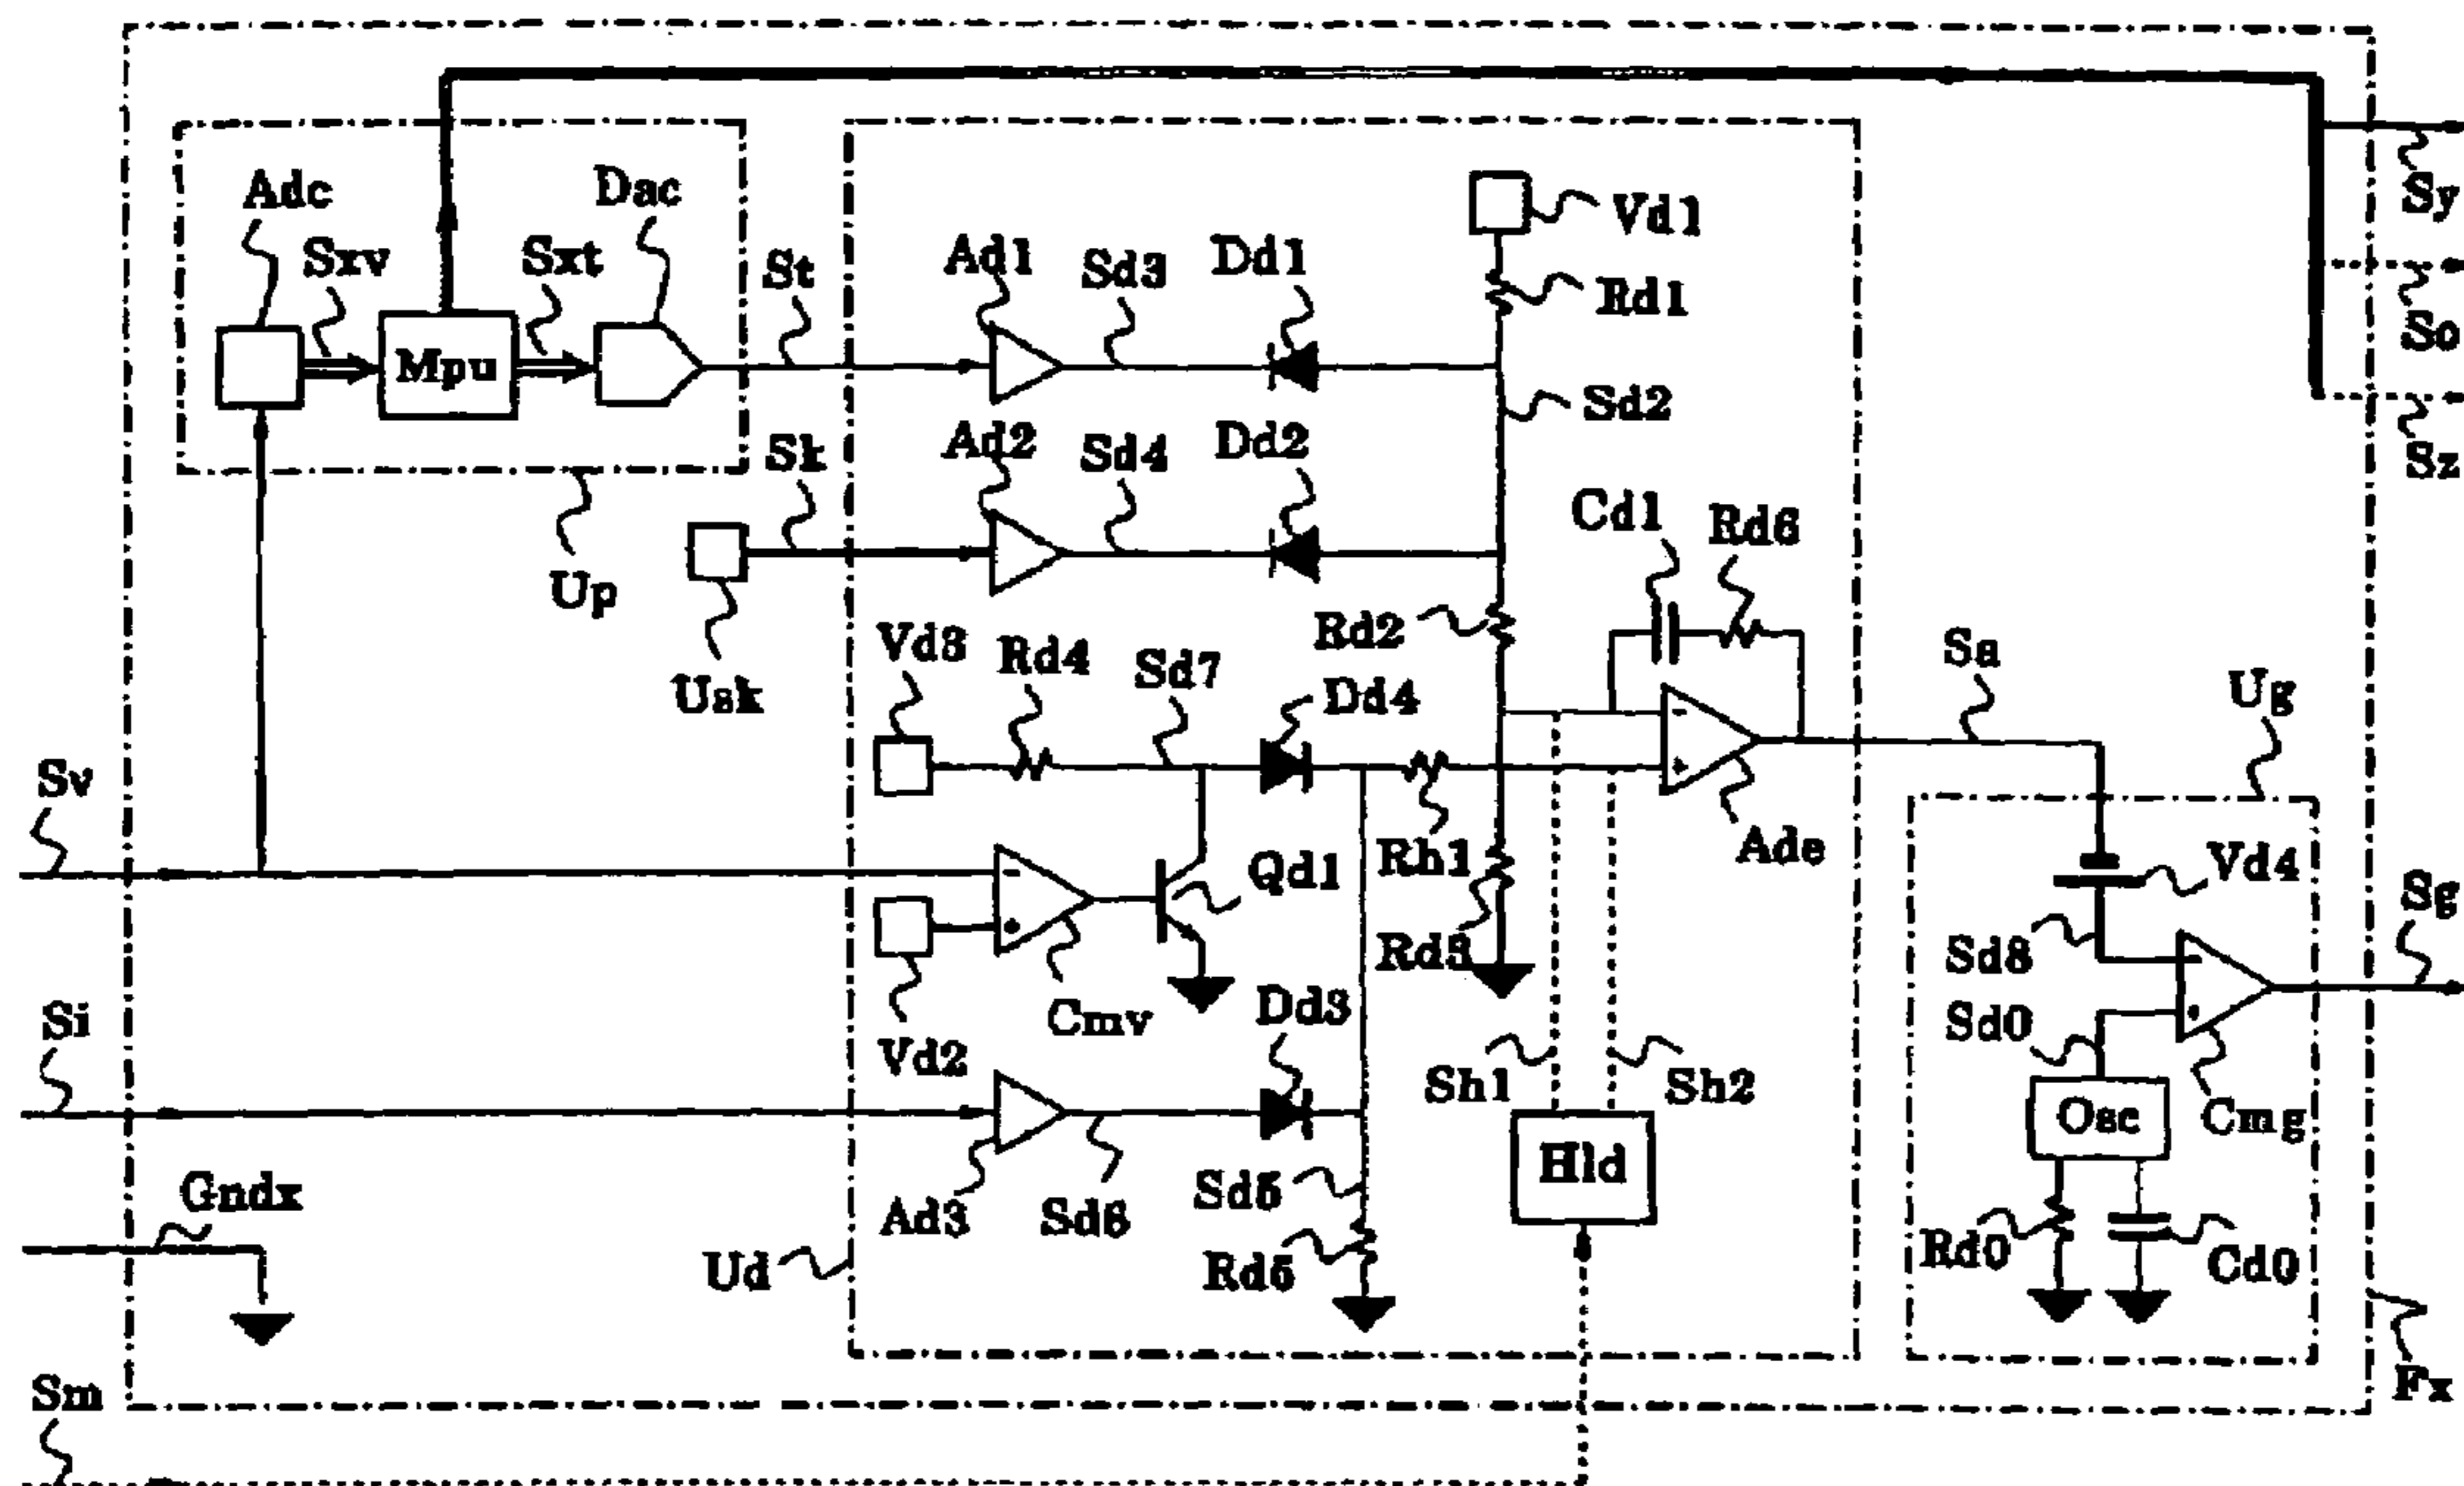 Adc
Srv
Mpu
Sxt
Dac
St
Sk
Up
Usk
Ad1
Sd3
Dd1
Vd1
Rd1
Sd2
Ad2
Sd4
Dd2
Rd2
Cd1
Rd6
Sy
So
Sz
Vd3
Rd4
Sd7
Dd4
Sa
Ug
Sv
Qd1
Rh1
Ade
Vd4
Sg
Rd3
Sd8
Cmv
Vd2
Si
Dd3
Sh1
Sh2
Sd0
Osc
Cmg
Gndx
Ad3
Sd6
Sd5
Hld
Rd5
Ud
Rd0
Cd0
Fx
Sm